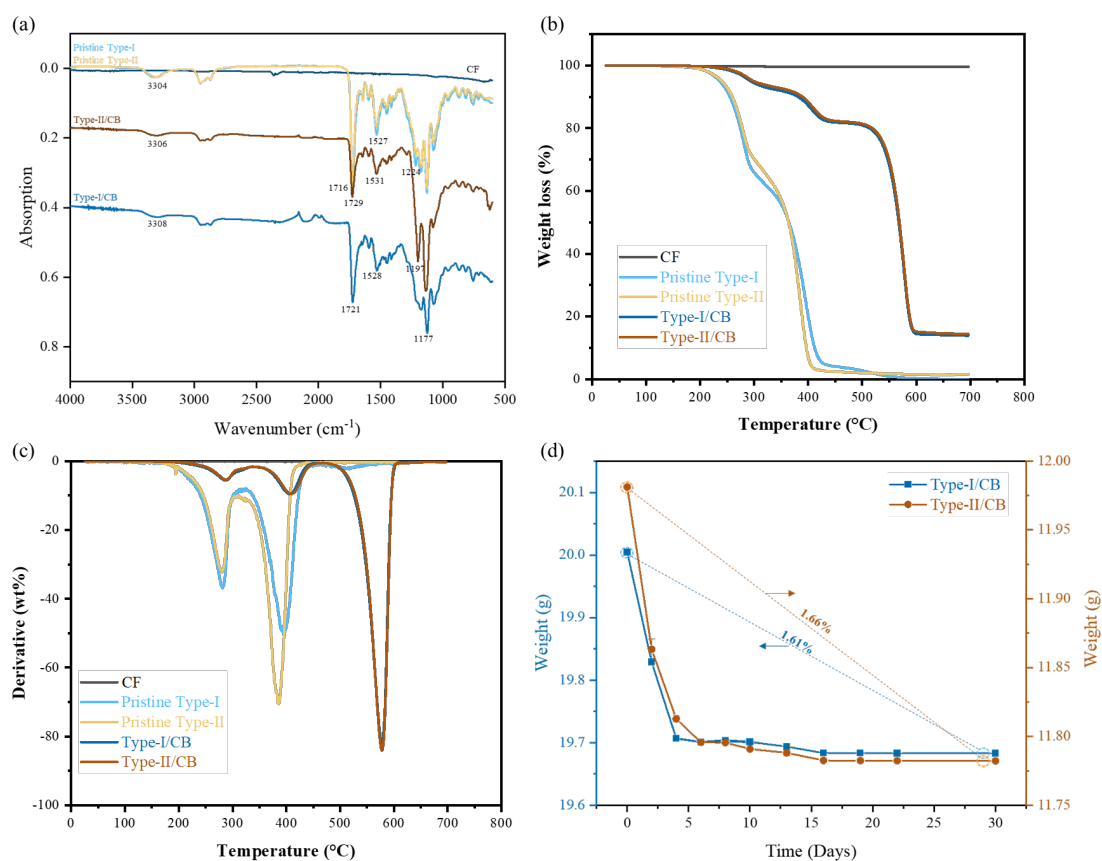 (a)
Pristine Type-I
Pristine Type-II
CF
0.0
3304
Type-II/CB
3306
0.2
1527
1716
1729
1531
1224
Type-I/CB
3308
0.4
1528
1197
0.6
1721
1177
0.8
Absorption
4000 3500 3000 2500 2000 1500 1000 600
Wavenumber (cm⁻¹)
(b)
100
80
60
40
20
0
Weight loss (%)
CF
Pristine Type-I
Pristine Type-II
Type-I/CB
Type-II/CB
0 100 200 300 400 500 600 700 800
Temperature (°C)
(c)
0
-20
-40
-60
-80
-100
Derivative (wt%)
CF
Pristine Type-I
Pristine Type-II
Type-I/CB
Type-II/CB
0 100 200 300 400 500 600 700 800
Temperature (°C)
(d)
20.1
20.0
19.9
19.8
19.7
19.6
Weight (g)
Type-I/CB
Type-II/CB
1.66%
1.61%
12.00
11.95
11.90
11.85
11.80
11.75
Weight (g)
0 5 10 15 20 25 30
Time (Days)